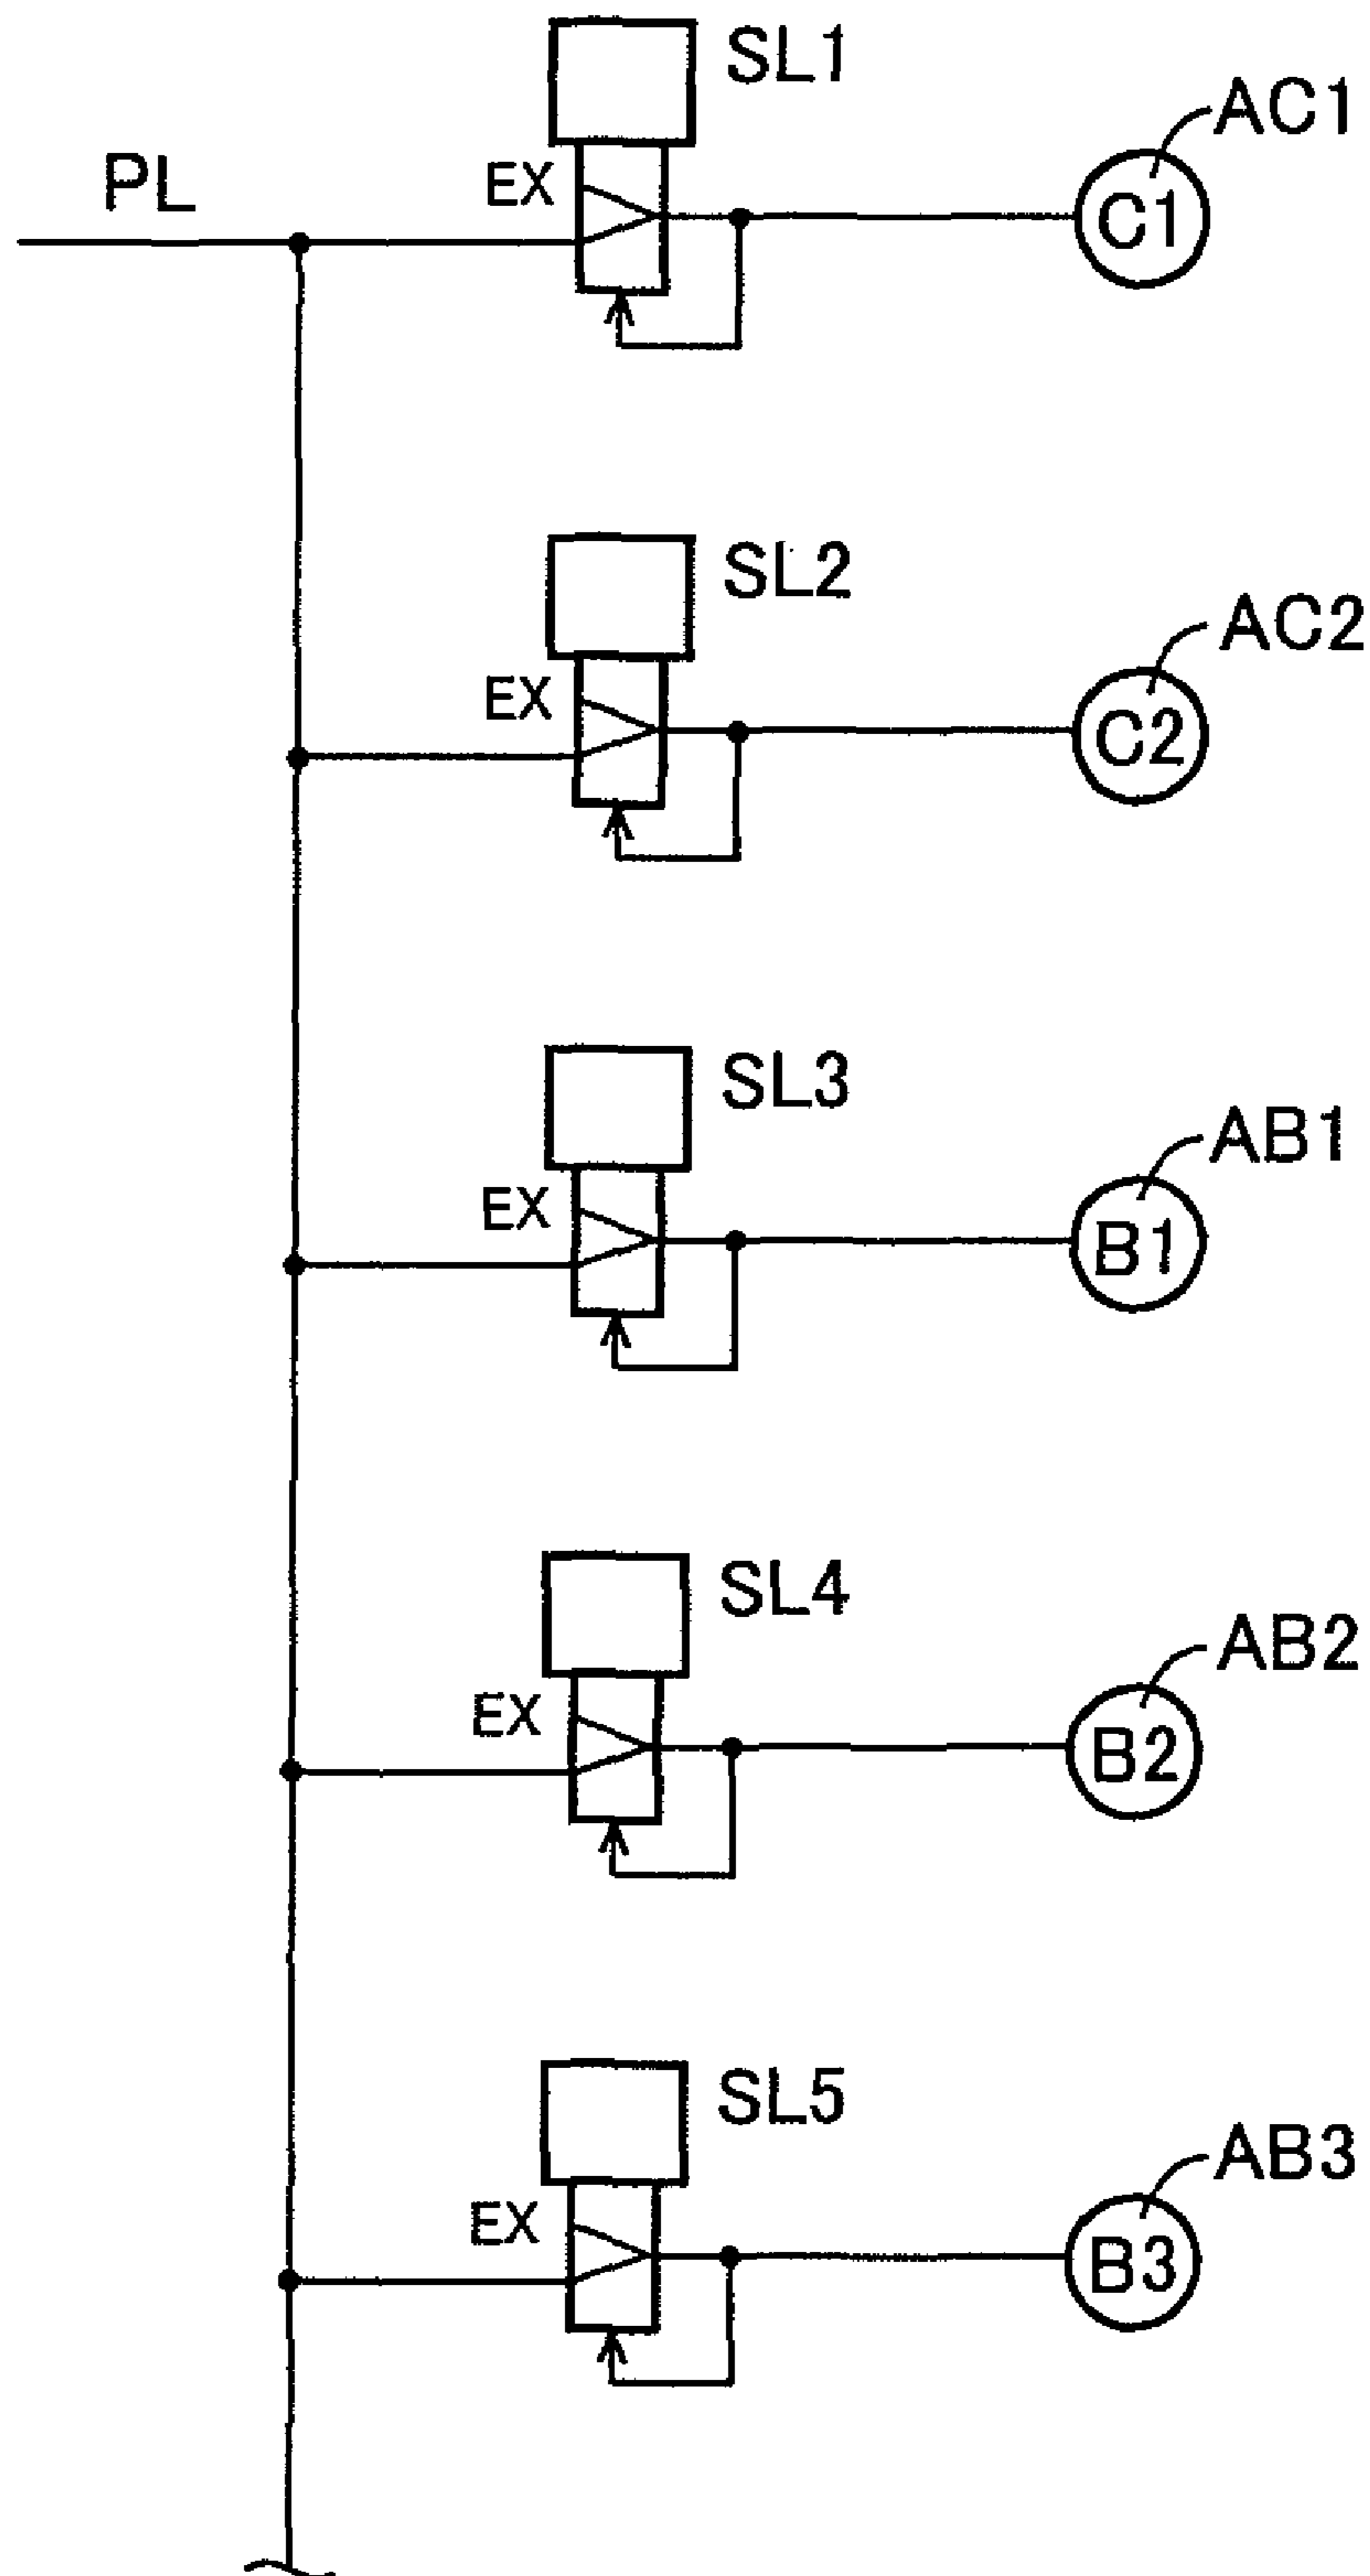 SL1
AC1
PL
EX
C1
SL2
AC2
EX
C2
SL3
AB1
EX
B1
SL4
AB2
EX
B2
SL5
AB3
EX
B3